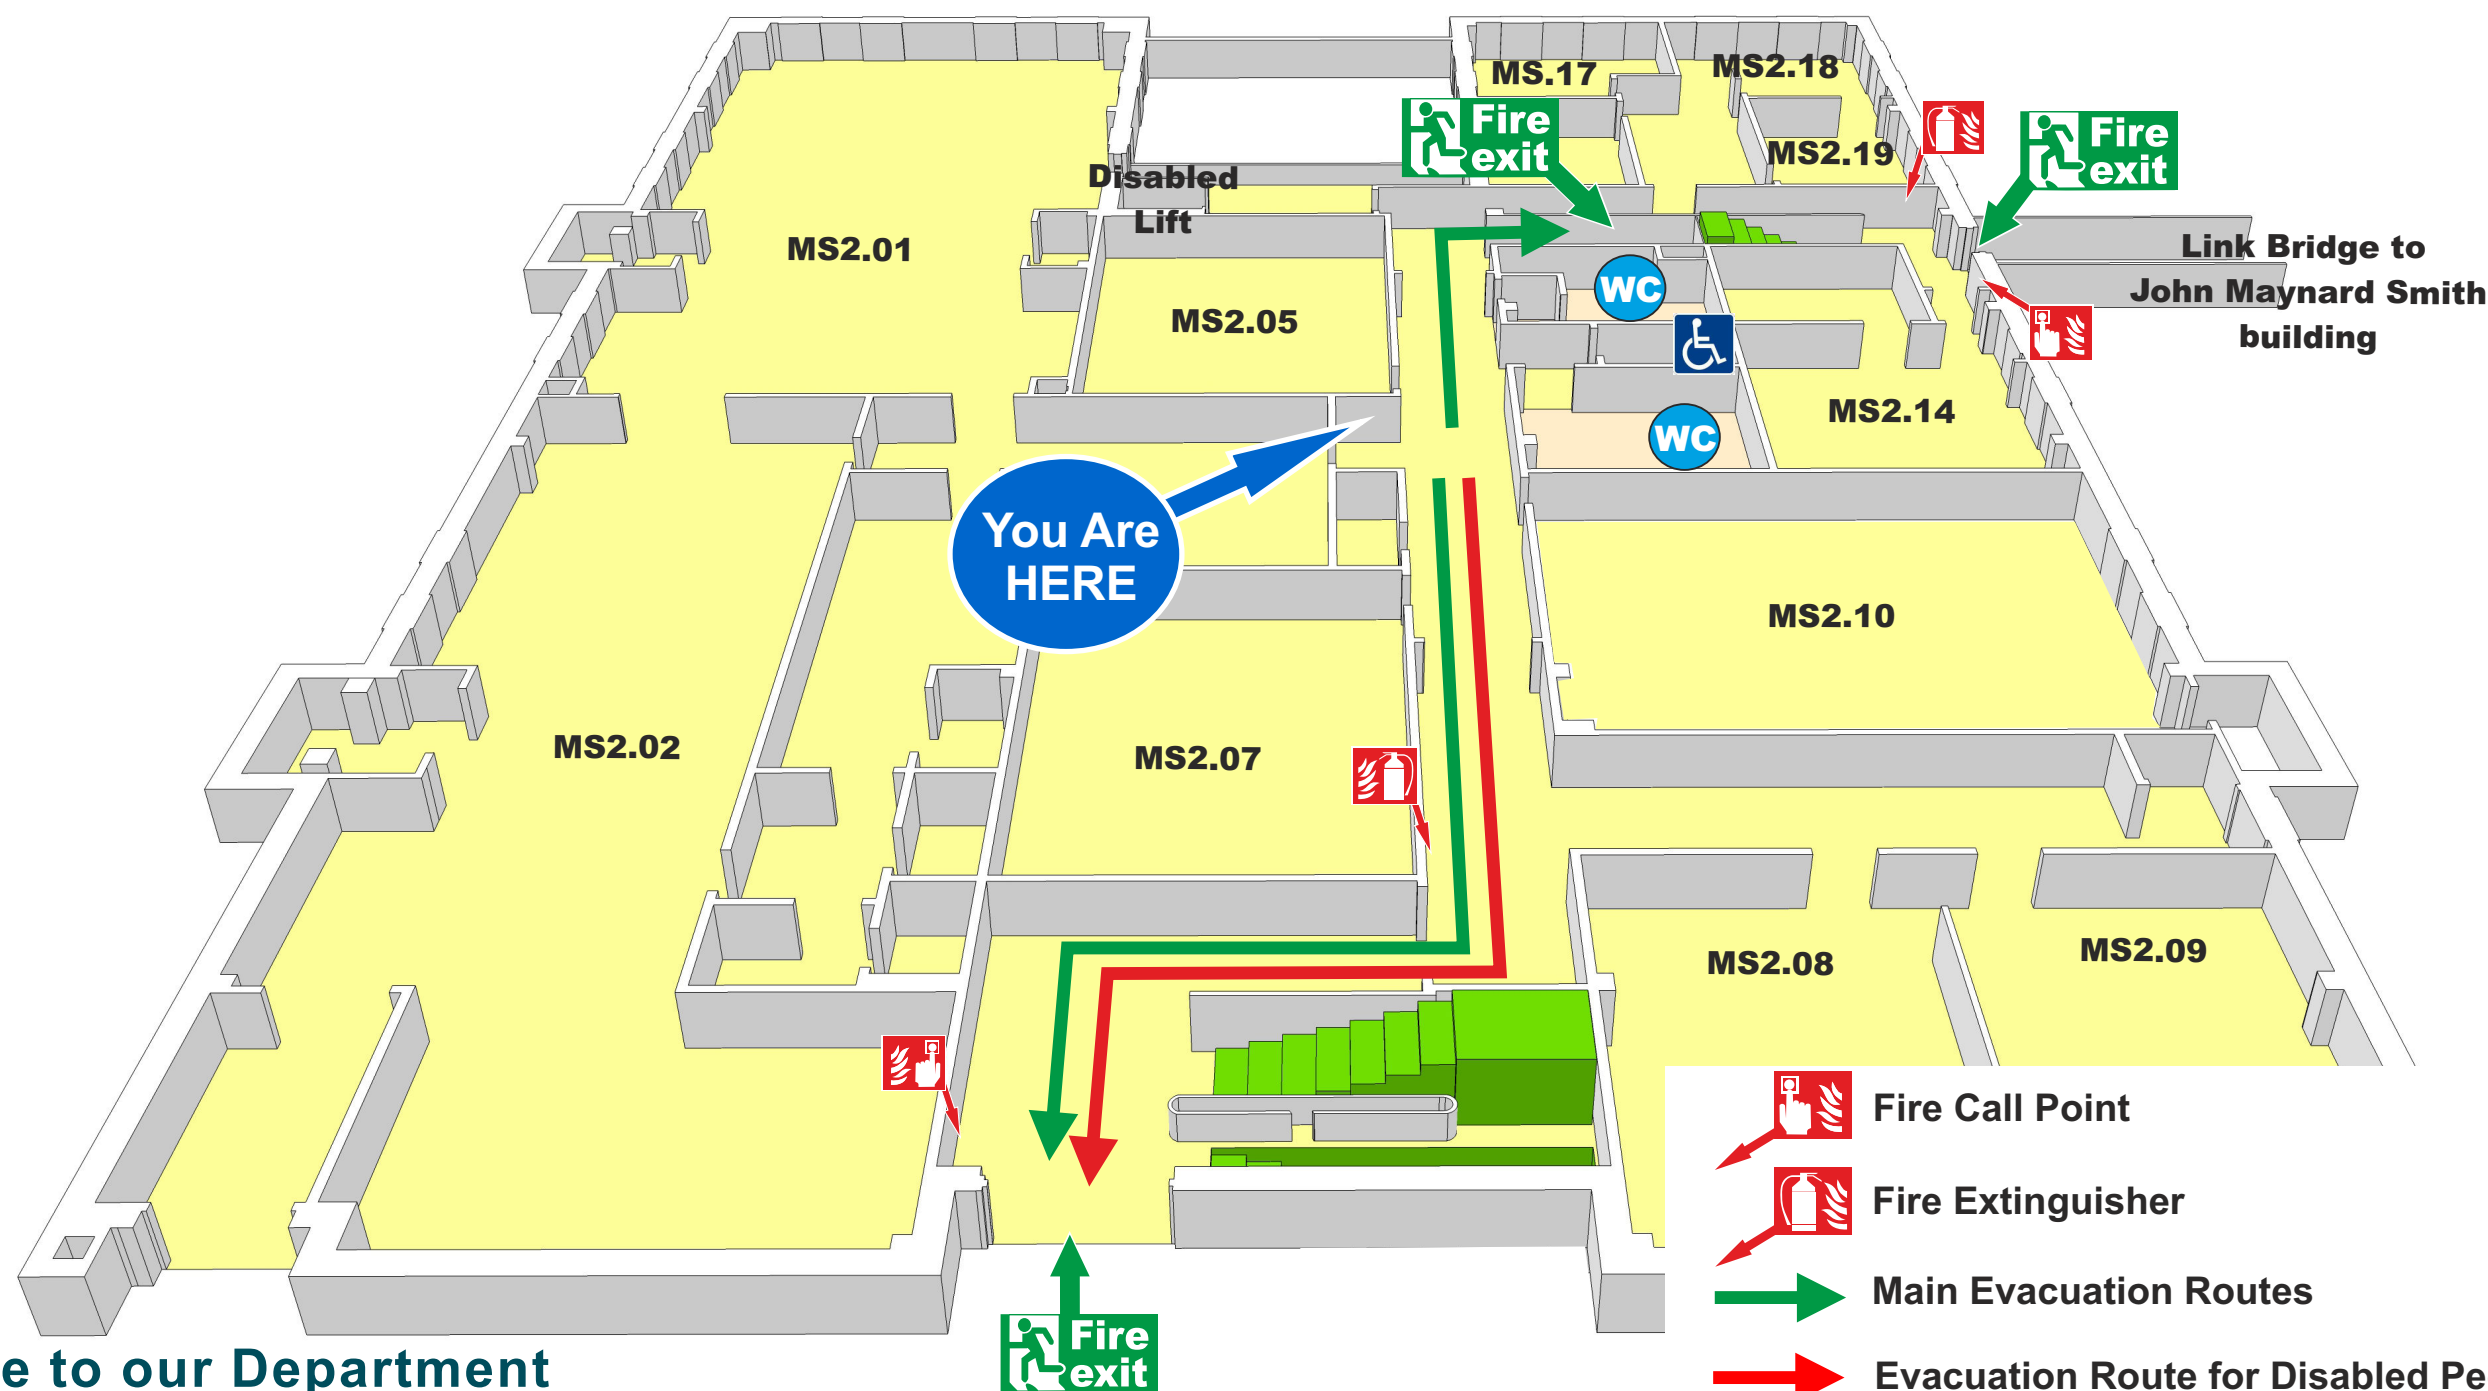 MS.17
MS2.18
Fire
exit
Fire
exit
MS2.19
Disabled
Lift
MS2.01
Link Bridge to
John Maynard Smith
building
WC
MS2.05
MS2.14
WC
You Are
HERE
MS2.10
MS2.02
MS2.07
MS2.08
MS2.09
Fire Call Point
Fire Extinguisher
Main Evacuation Routes
Evacuation Route for Disabled Pe
Fire
exit
e to our Department